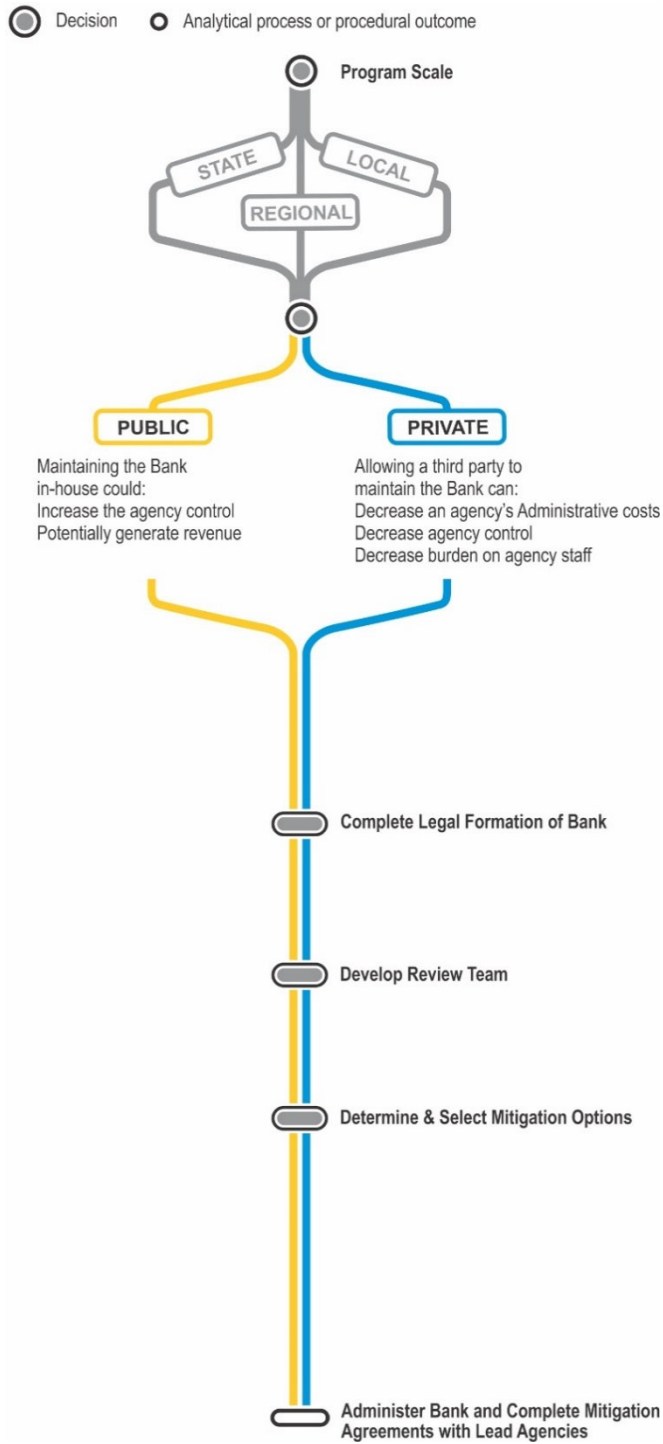 Decision
Analytical process or procedural outcome
Program Scale
STATE
LOCAL
REGIONAL
PUBLIC
Maintaining the Bank
in-house could:
Increase the agency control
Potentially generate revenue
PRIVATE
Allowing a third party to
maintain the Bank can:
Decrease an agency's Administrative costs
Decrease agency control
Decrease burden on agency staff
Complete Legal Formation of Bank
Develop Review Team
Determine & Select Mitigation Options
Administer Bank and Complete Mitigation
Agreements with Lead Agencies